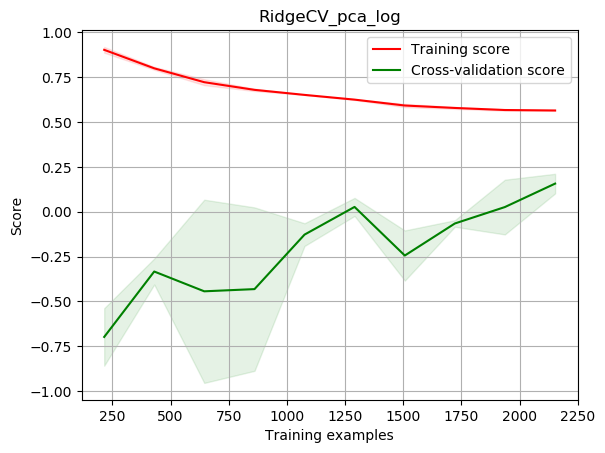 RidgeCV_pca_log
1.00
0.75
0.50
0.25
0.00
−0.25
−0.50
−0.75
−1.00
Score
Training score
Cross-validation score
250 500 750 1000 1250 1500 1750 2000 2250
Training examples